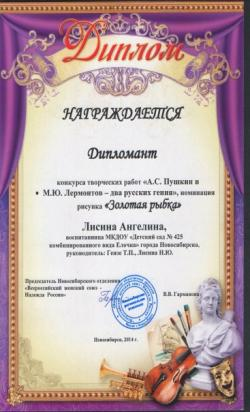 Диплом
НАГРАЖДАЕТСЯ
Дипломант
конкурса творческих работ «А.С. Пушкин и
М.Ю. Лермонтов – два русских гения», номинация
рисунка «Золотая рыбка»
Лисина Ангелина,
воспитанница МКДОУ «Детский сад № 425
комбинированного вида Елочка» города Новосибирска,
руководитель: Гензе Т.П., Лисина Н.Ю.
Председатель Новосибирского отделения
«Всероссийский женский союз -
Надежда России»
В.В. Гарманова
Новосибирск, 2014 г.